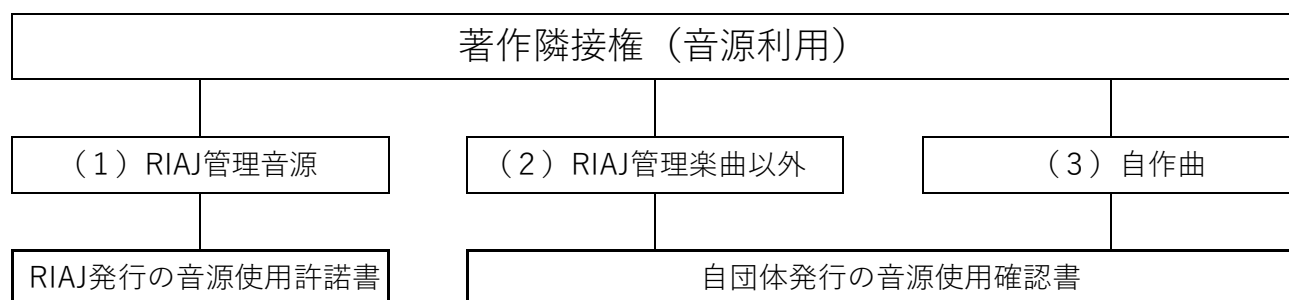 著作隣接権（音源利用）
（１）RIAJ管理音源
（２）RIAJ管理楽曲以外
（３）自作曲
RIAJ発行の音源使用許諾書
自団体発行の音源使用確認書